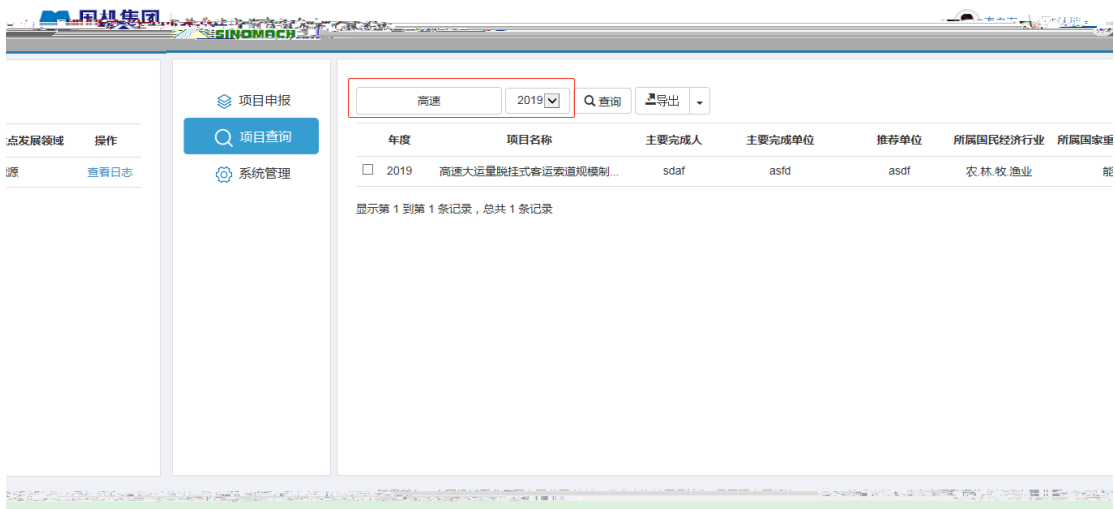 国机集团
SINOMACH
项目申报
项目查询
系统管理
高速 2019 查询 导出
年度 项目名称 主要完成人 主要完成单位 推荐单位 所属国民经济行业 所属国家重
2019 高速大运量脱挂式客运索道规模制... sdaf asfd asdf 农.林.牧.渔业 能
显示第 1 到第 1 条记录，总共 1 条记录
点发展领域 操作
源 查看日志